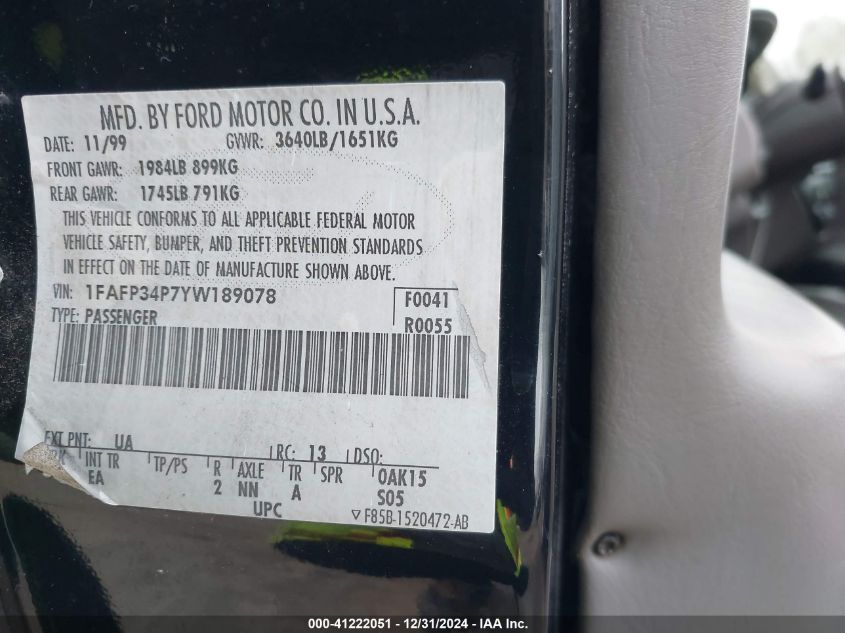 MFD. BY FORD MOTOR CO. IN U.S.A.
DATE: 11/99 GVWR: 3640LB/1651KG
FRONT GAWR: 1984LB 899KG
REAR GAWR: 1745LB 791KG
THIS VEHICLE CONFORMS TO ALL APPLICABLE FEDERAL MOTOR
VEHICLE SAFETY, BUMPER, AND THEFT PREVENTION STANDARDS
IN EFFECT ON THE DATE OF MANUFACTURE SHOWN ABOVE.
VIN: 1FAFP34P7YW189078 F0041
TYPE: PASSENGER R0055
EXT PNT: UA RC: 13 DSO:
INT TR TP/PS R AXLE TR SPR OAK15
EA 2 NN A S05
UPC F85B-1520472-AB
000-41222051 - 12/31/2024 - IAA Inc.